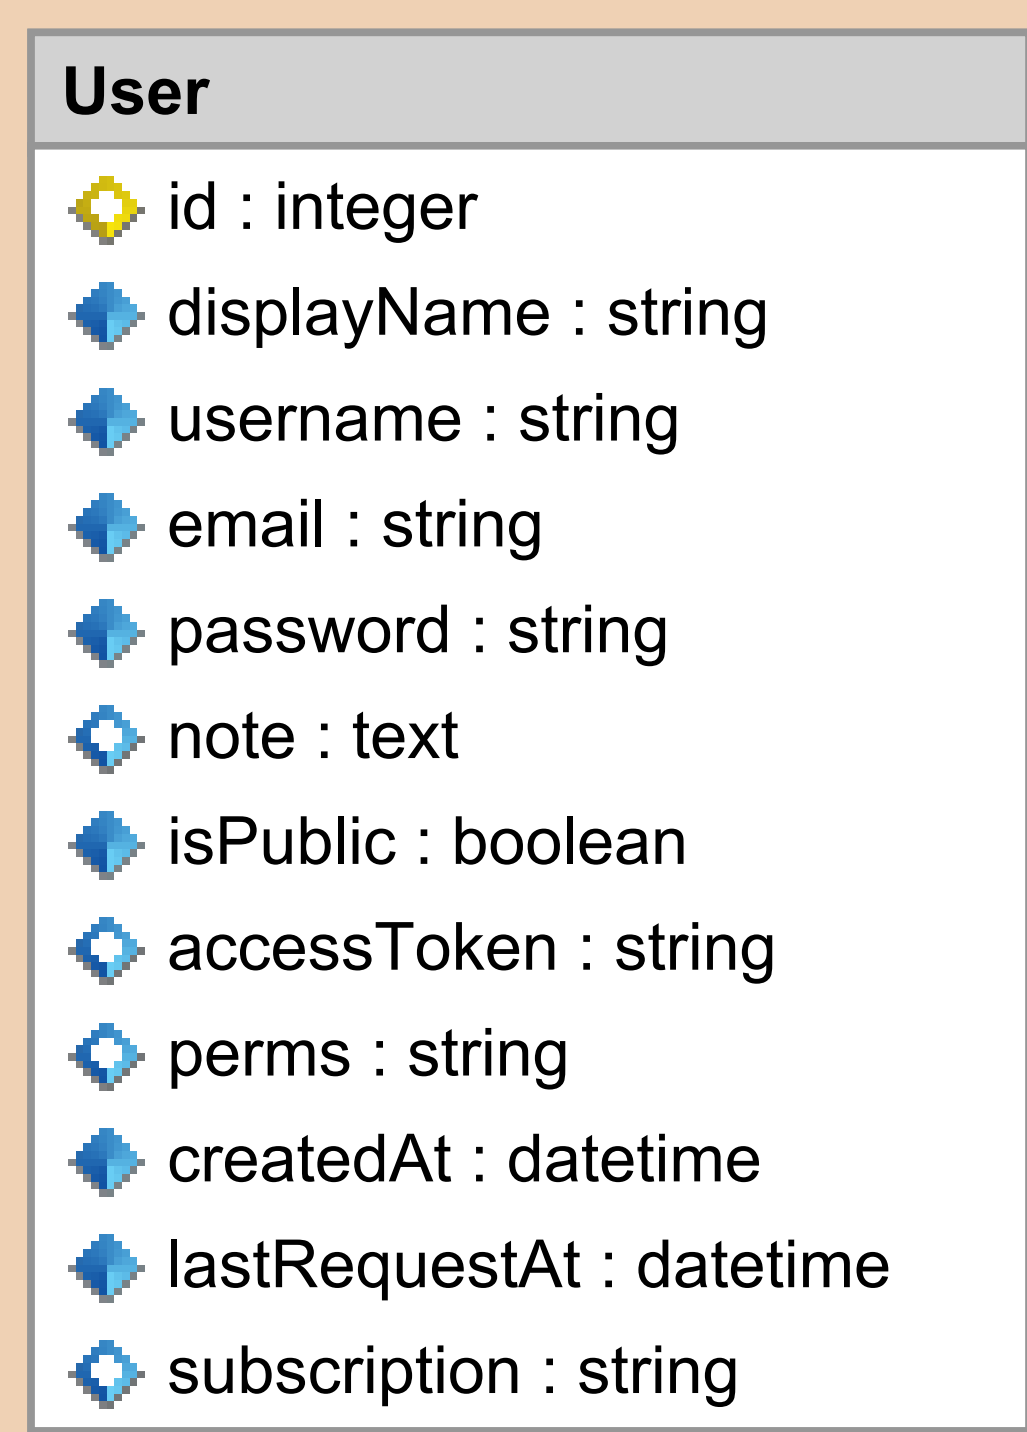 User
id : integer
displayName : string
username : string
email : string
password : string
note : text
isPublic : boolean
accessToken : string
perms : string
createdAt : datetime
lastRequestAt : datetime
subscription : string